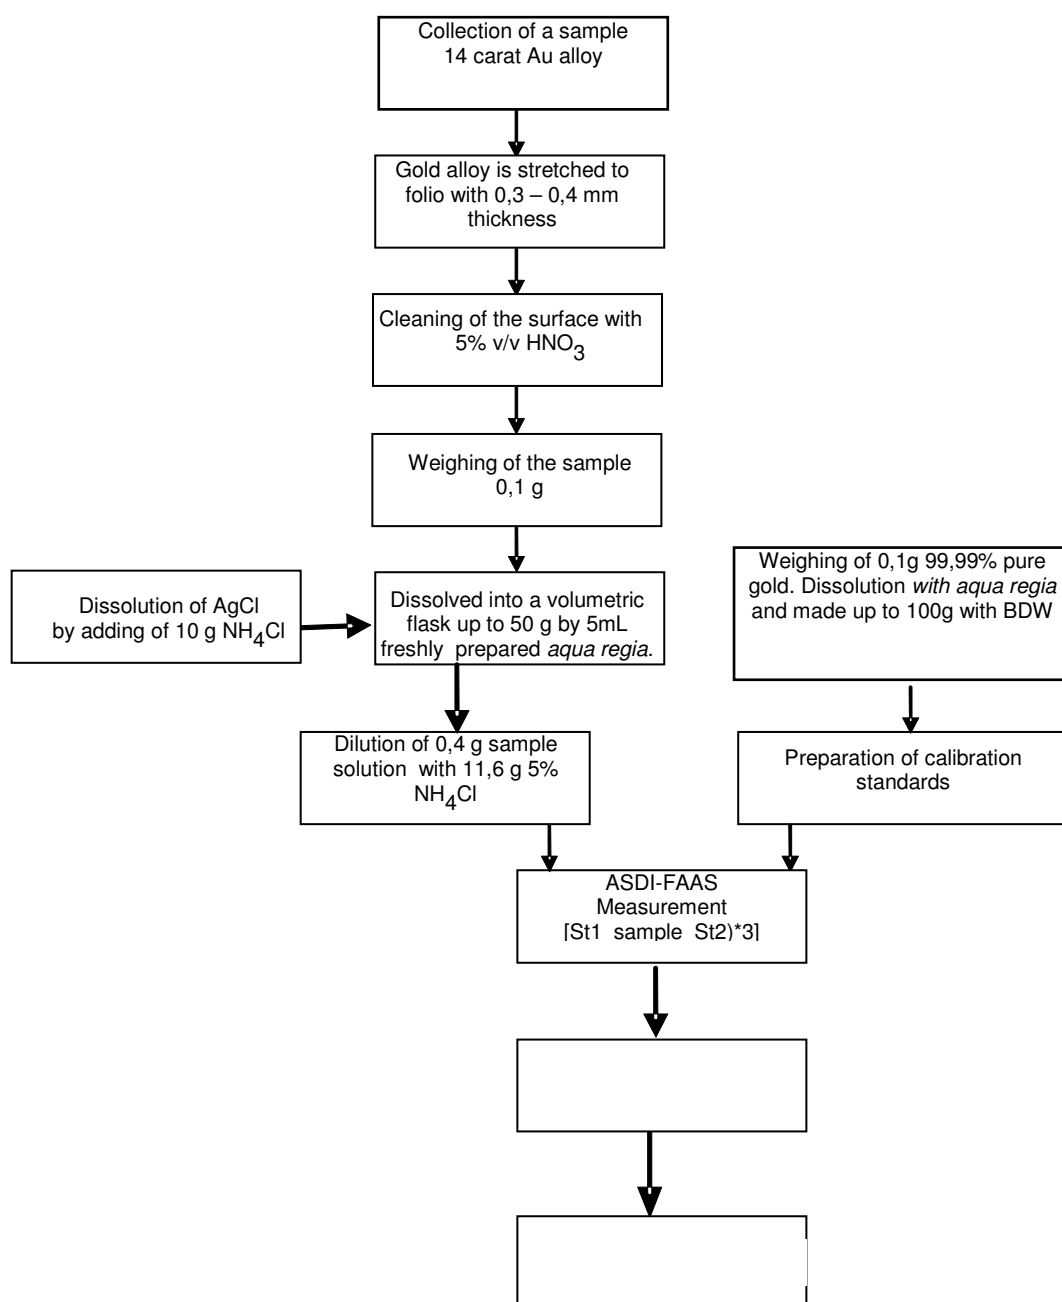 Collection of a sample
14 carat Au alloy
Gold alloy is stretched to
folio with 0,3 – 0,4 mm
thickness
Cleaning of the surface with
5% v/v HNO3
Weighing of the sample
0,1 g
Dissolution of AgCl
by adding of 10 g NH4Cl
Dissolved into a volumetric
flask up to 50 g by 5mL
freshly prepared aqua regia.
Weighing of 0,1g 99,99% pure
gold. Dissolution with aqua regia
and made up to 100g with BDW
Dilution of 0,4 g sample
solution with 11,6 g 5%
NH4Cl
Preparation of calibration
standards
ASDI-FAAS
Measurement
[St1 sample St2)*3]